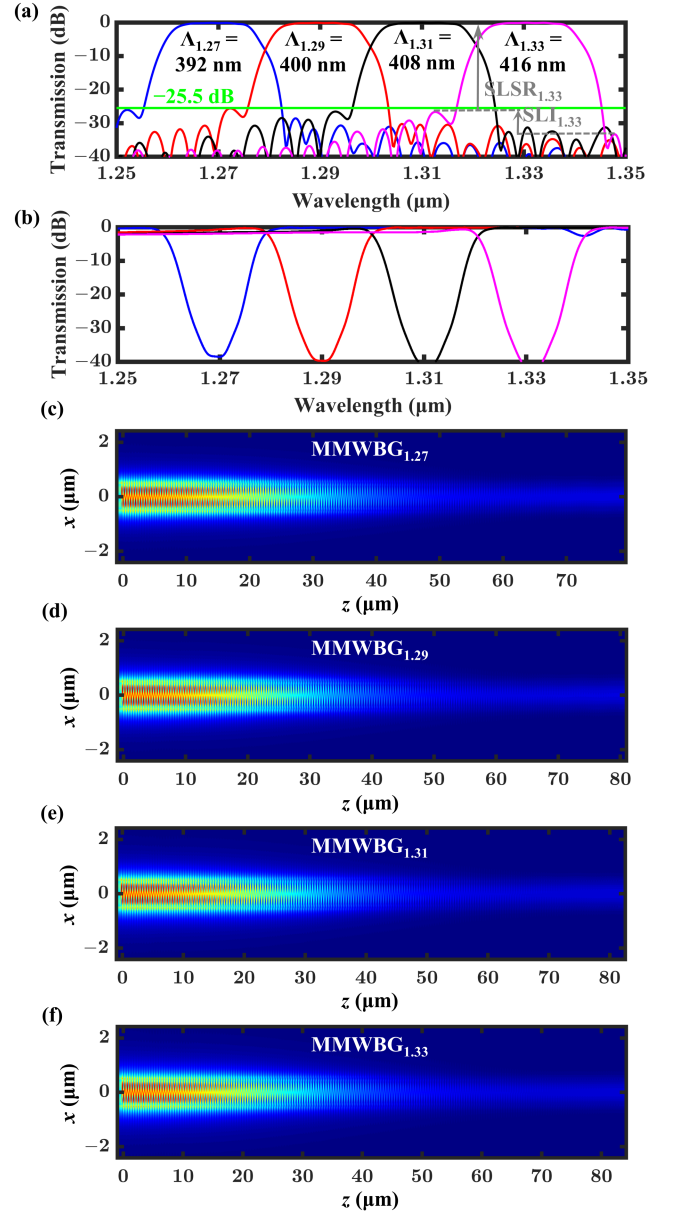 (a)
Transmission (dB)
0
−10
−20
−30
−40
Λ1.27 =
392 nm
Λ1.29 =
400 nm
Λ1.31 =
408 nm
Λ1.33 =
416 nm
−25.5 dB
SLSR1.33
SLI1.33
1.25 1.27 1.29 1.31 1.33 1.35
Wavelength (μm)
(b)
Transmission (dB)
0
−10
−20
−30
−40
1.25 1.27 1.29 1.31 1.33 1.35
Wavelength (μm)
(c)
MMWBG1.27
x (μm)
2
0
−2
0 10 20 30 40 50 60 70
z (μm)
(d)
MMWBG1.29
x (μm)
2
0
−2
0 10 20 30 40 50 60 70 80
z (μm)
(e)
MMWBG1.31
x (μm)
2
0
−2
0 10 20 30 40 50 60 70 80
z (μm)
(f)
MMWBG1.33
x (μm)
2
0
−2
0 10 20 30 40 50 60 70 80
z (μm)